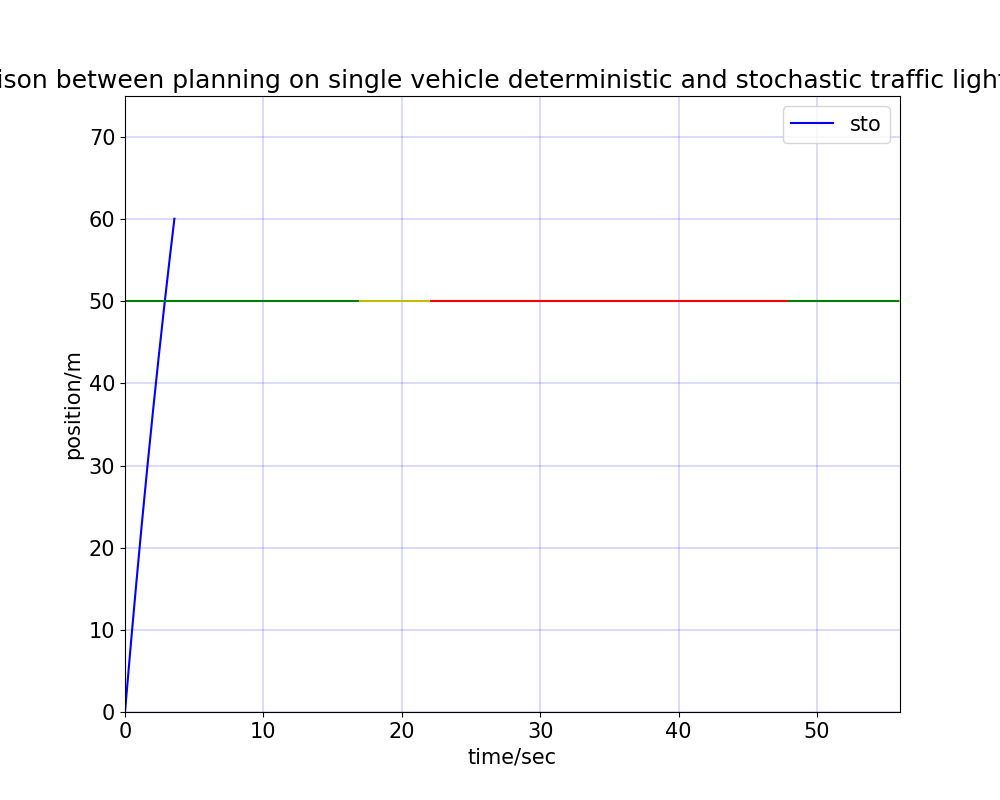 ison between planning on single vehicle deterministic and stochastic traffic ligh
sto
70
60
50
40
30
20
10
0
position/m
0 10 20 30 40 50
time/sec